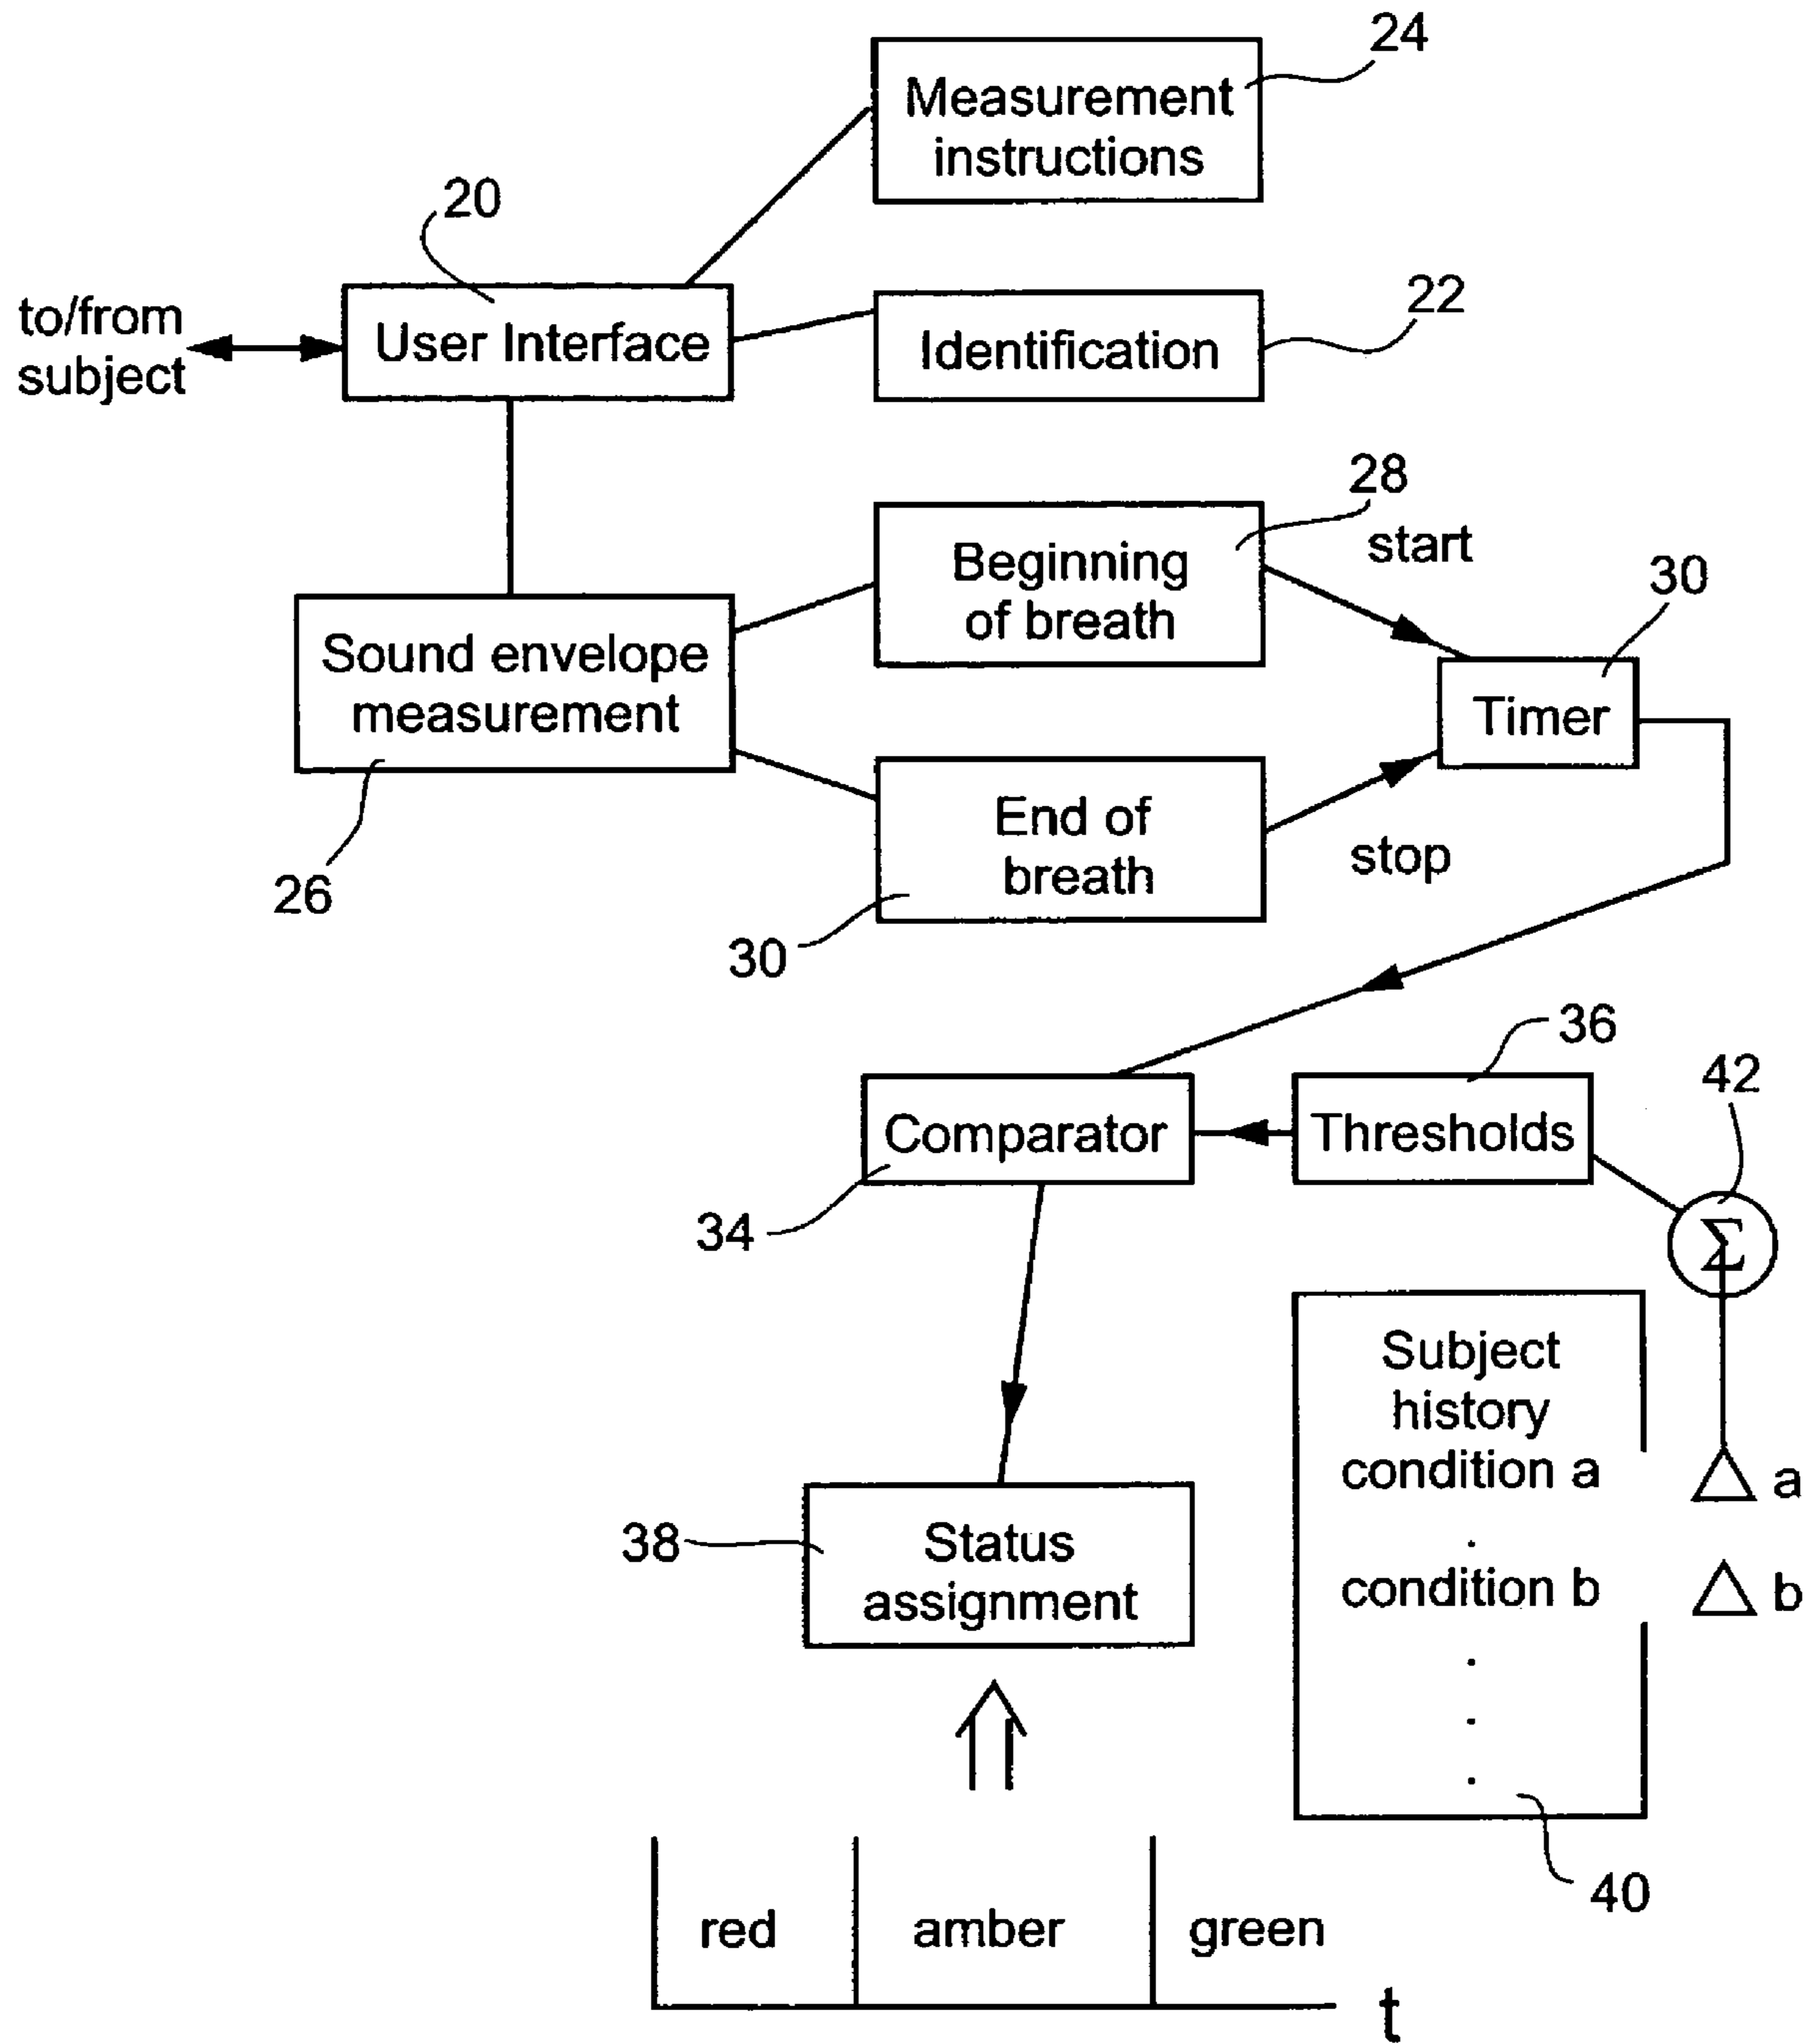 24
Measurement
instructions
20
to/from
subject
User Interface
22
Identification
28
Beginning
of breath
start
30
Timer
Sound envelope
measurement
26
End of
breath
stop
30
36
42
Comparator
Thresholds
34
Σ
Subject
history
condition a
.
condition b
.
.
.
△ a
△ b
38
Status
assignment
40
red
amber
green
t